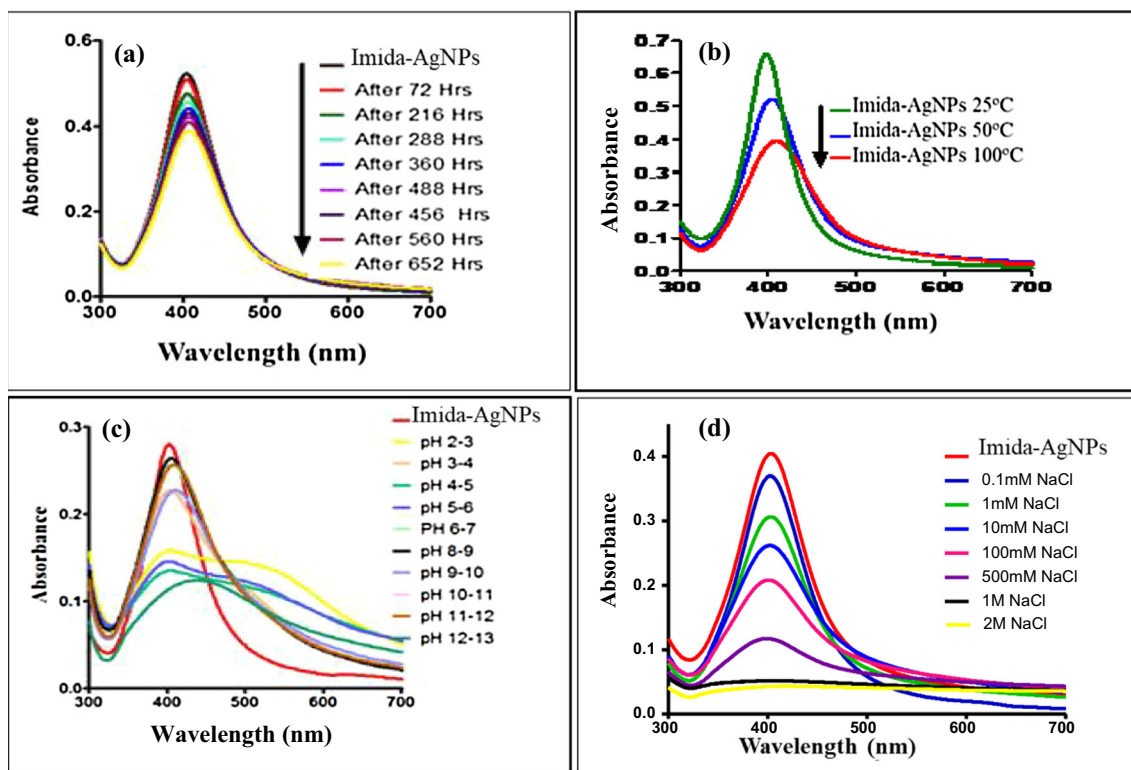 (a)
Imida-AgNPs
After 72 Hrs
After 216 Hrs
After 288 Hrs
After 360 Hrs
After 488 Hrs
After 456 Hrs
After 560 Hrs
After 652 Hrs
Absorbance
0.6
0.4
0.2
0.0
300 400 500 600 700
Wavelength (nm)
(b)
Imida-AgNPs 25°C
Imida-AgNPs 50°C
Imida-AgNPs 100°C
Absorbance
0.7
0.6
0.5
0.4
0.3
0.2
0.1
0.0
300 400 500 600 700
Wavelength (nm)
(c)
Imida-AgNPs
pH 2-3
pH 3-4
pH 4-5
pH 5-6
PH 6-7
pH 8-9
pH 9-10
pH 10-11
pH 11-12
pH 12-13
Absorbance
0.3
0.2
0.1
0.0
300 400 500 600 700
Wavelength (nm)
(d)
Imida-AgNPs
0.1mM NaCl
1mM NaCl
10mM NaCl
100mM NaCl
500mM NaCl
1M NaCl
2M NaCl
Absorbance
0.4
0.3
0.2
0.1
0.0
300 400 500 600 700
Wavelength (nm)